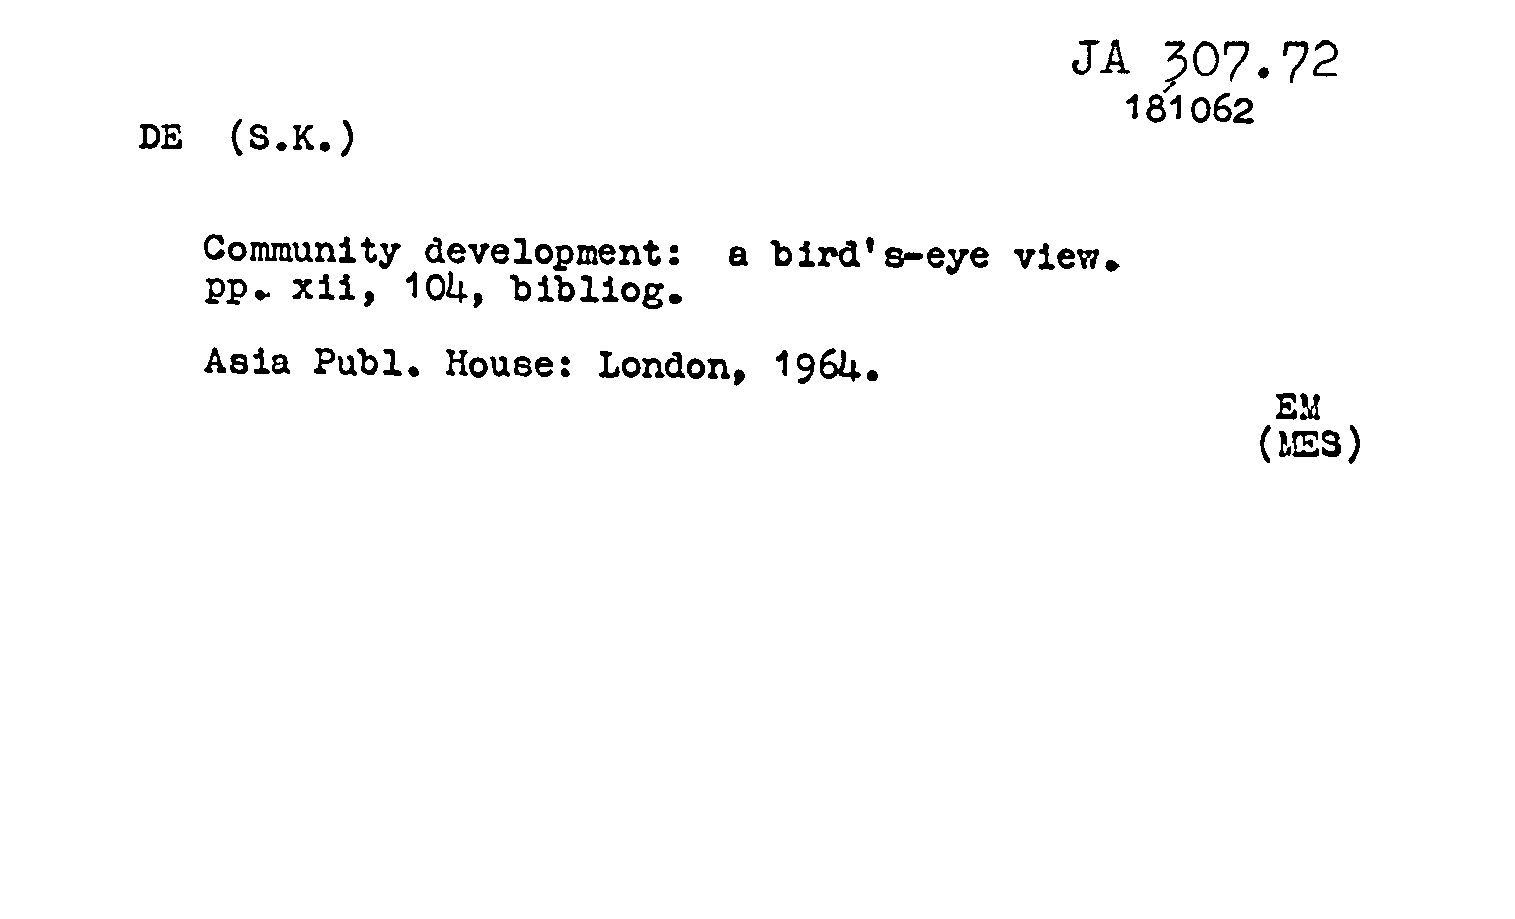 JA 307.72
181062
DE (S.K.)
Community development: a bird's-eye view.
pp. xii, 104, bibliog.
Asia Publ. House: London, 1964.
EM
(MES)